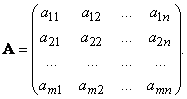 A = ( a11 a12 ... a1n
a21 a22 ... a2n
... ... ... ...
am1 am2 ... amn ).